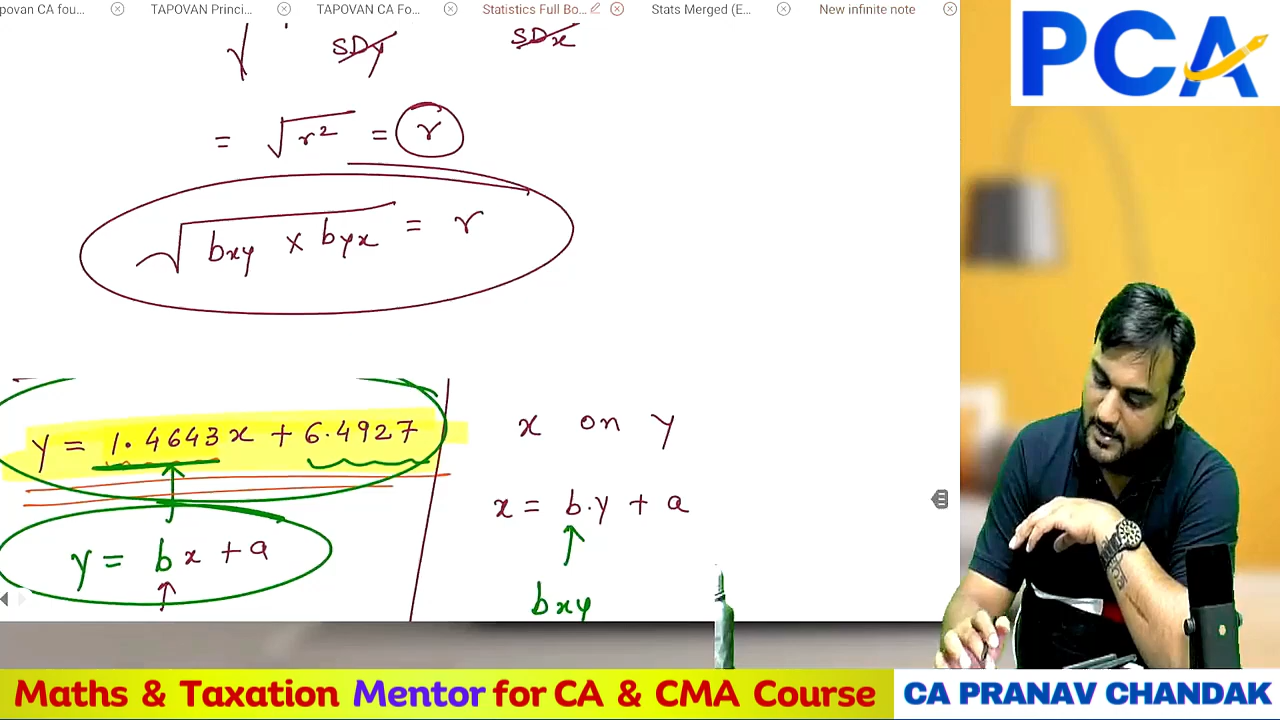 povan CA fou...
TAPOVAN Princi...
TAPOVAN CA Fo...
Statistics Full Bo...
Stats Merged (E...
New infinite note
√ SDy SDx
= √r² = r
√bxy × byx = r
y = 1.4643x + 6.4927
y = bx + a
x on y
x = b.y + a
bxy
PCA
Maths & Taxation Mentor for CA & CMA Course
CA PRANAV CHANDAK